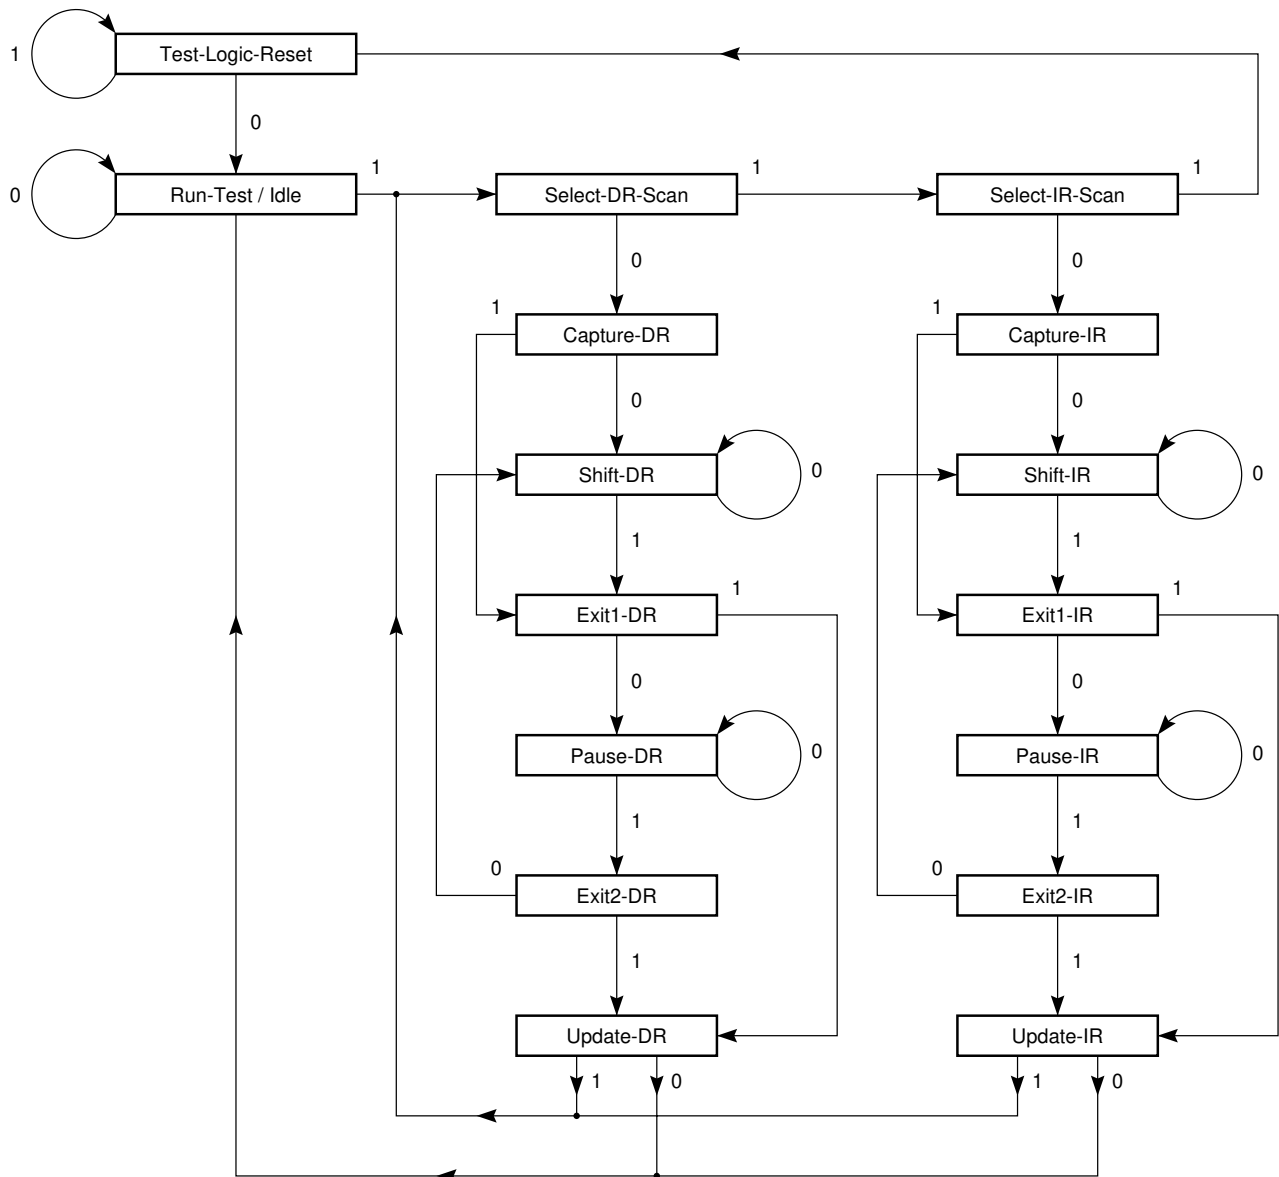 1
Test-Logic-Reset
0
0
Run-Test / Idle
1
Select-DR-Scan
1
Select-IR-Scan
1
0
0
1
Capture-DR
1
Capture-IR
0
0
Shift-DR
0
Shift-IR
0
1
1
Exit1-DR
1
Exit1-IR
1
0
0
Pause-DR
0
Pause-IR
0
1
1
0
Exit2-DR
0
Exit2-IR
1
1
Update-DR
Update-IR
1
0
1
0